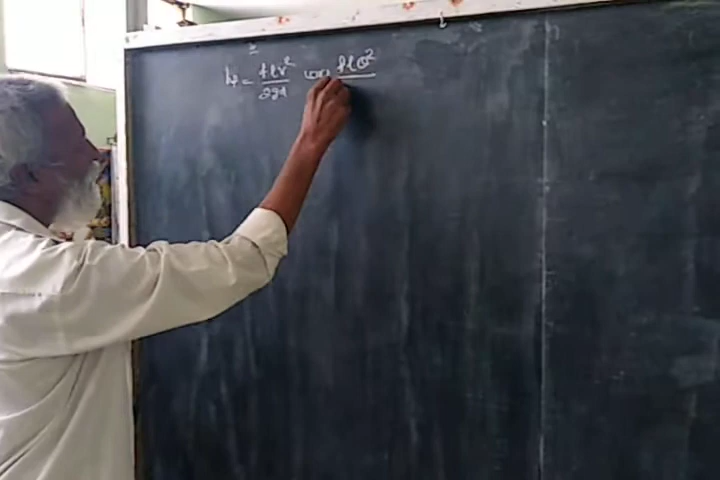 hf = flv² / 2gd (or) flQ² /